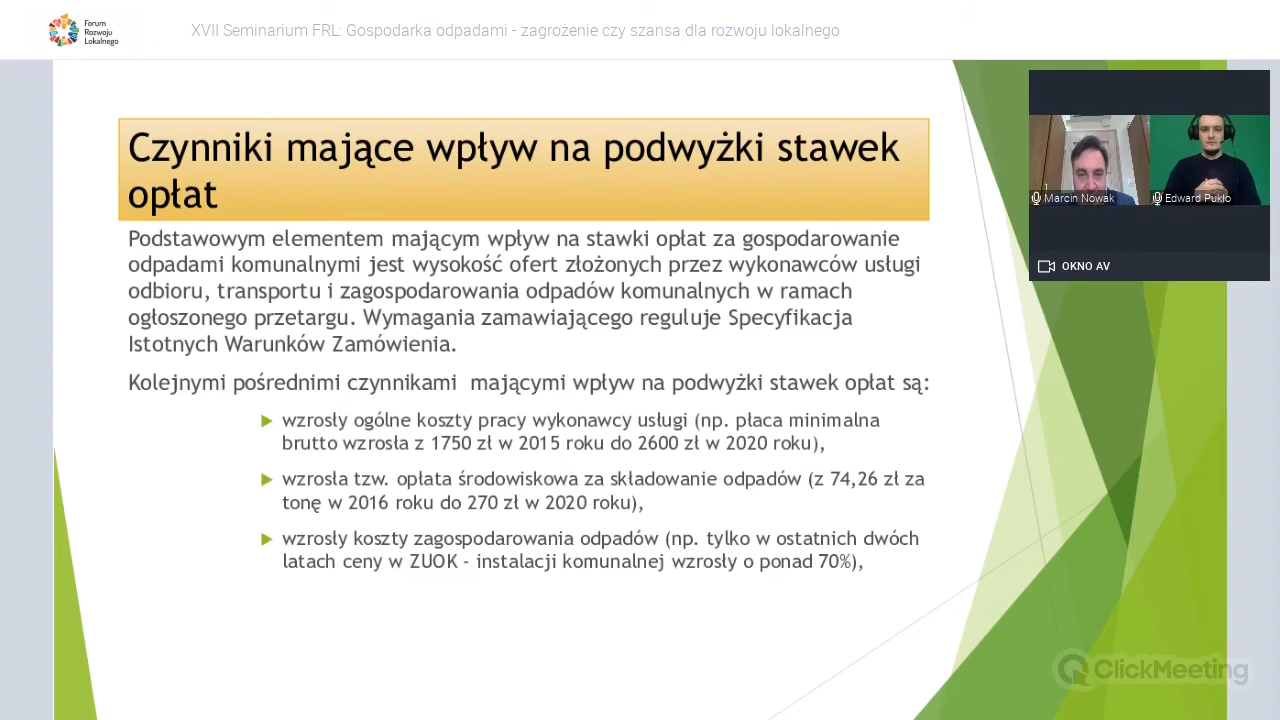 Forum
Rozwoju
Lokalnego
XVII Seminarium FRL: Gospodarka odpadami - zagrożenie czy szansa dla rozwoju lokalnego
Czynniki mające wpływ na podwyżki stawek
opłat
Podstawowym elementem mającym wpływ na stawki opłat za gospodarowanie
odpadami komunalnymi jest wysokość ofert złożonych przez wykonawców usługi
odbioru, transportu i zagospodarowania odpadów komunalnych w ramach
ogłoszonego przetargu. Wymagania zamawiającego reguluje Specyfikacja
Istotnych Warunków Zamówienia.
Kolejnymi pośrednimi czynnikami mającymi wpływ na podwyżki stawek opłat są:
wzrosły ogólne koszty pracy wykonawcy usługi (np. płaca minimalna
brutto wzrosła z 1750 zł w 2015 roku do 2600 zł w 2020 roku),
wzrosła tzw. opłata środowiskowa za składowanie odpadów (z 74,26 zł za
tonę w 2016 roku do 270 zł w 2020 roku),
wzrosły koszty zagospodarowania odpadów (np. tylko w ostatnich dwóch
latach ceny w ZUOK - instalacji komunalnej wzrosły o ponad 70%),
Marcin Nowak
Edward Pukło
OKNO AV
ClickMeeting